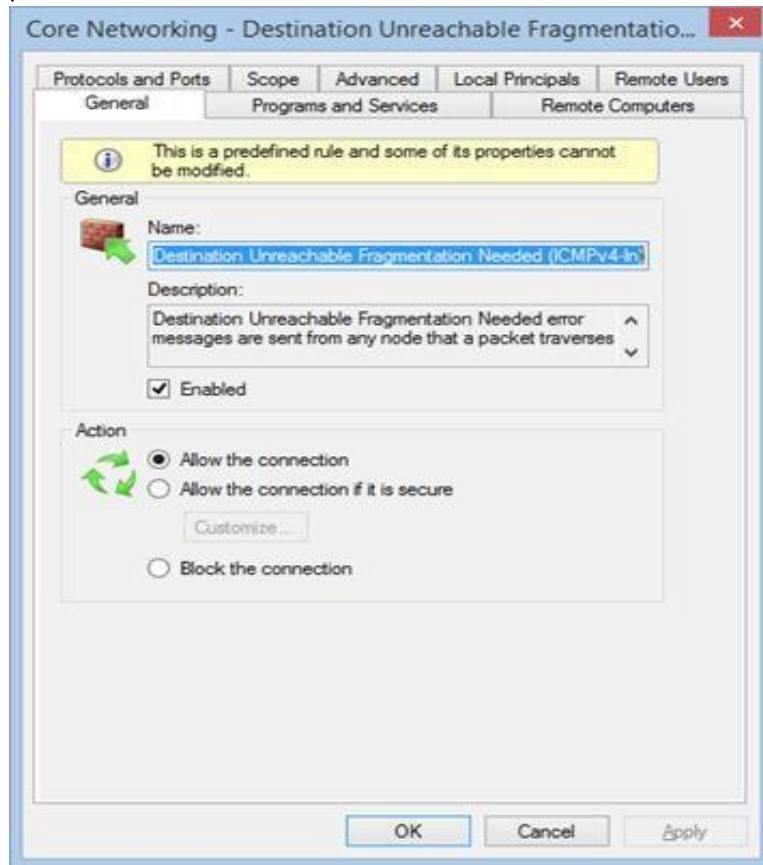 Core Networking - Destination Unreachable Fragmentatio...
Protocols and Ports Scope Advanced Local Principals Remote Users
General Programs and Services Remote Computers
This is a predefined rule and some of its properties cannot
be modified.
General
Name:
Destination Unreachable Fragmentation Needed (ICMPv4-In)
Description:
Destination Unreachable Fragmentation Needed error
messages are sent from any node that a packet traverses
Enabled
Action
Allow the connection
Allow the connection if it is secure
Customize...
Block the connection
OK Cancel Apply